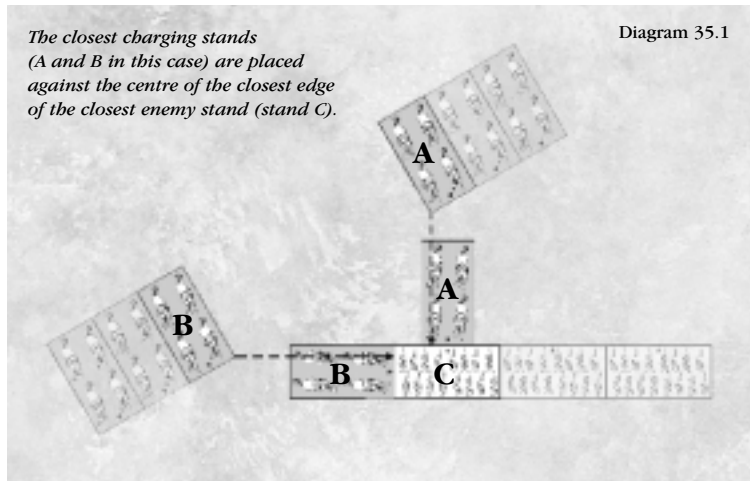 The closest charging stands
(A and B in this case) are placed
against the centre of the closest edge
of the closest enemy stand (stand C).
Diagram 35.1
A
A
B
B
C